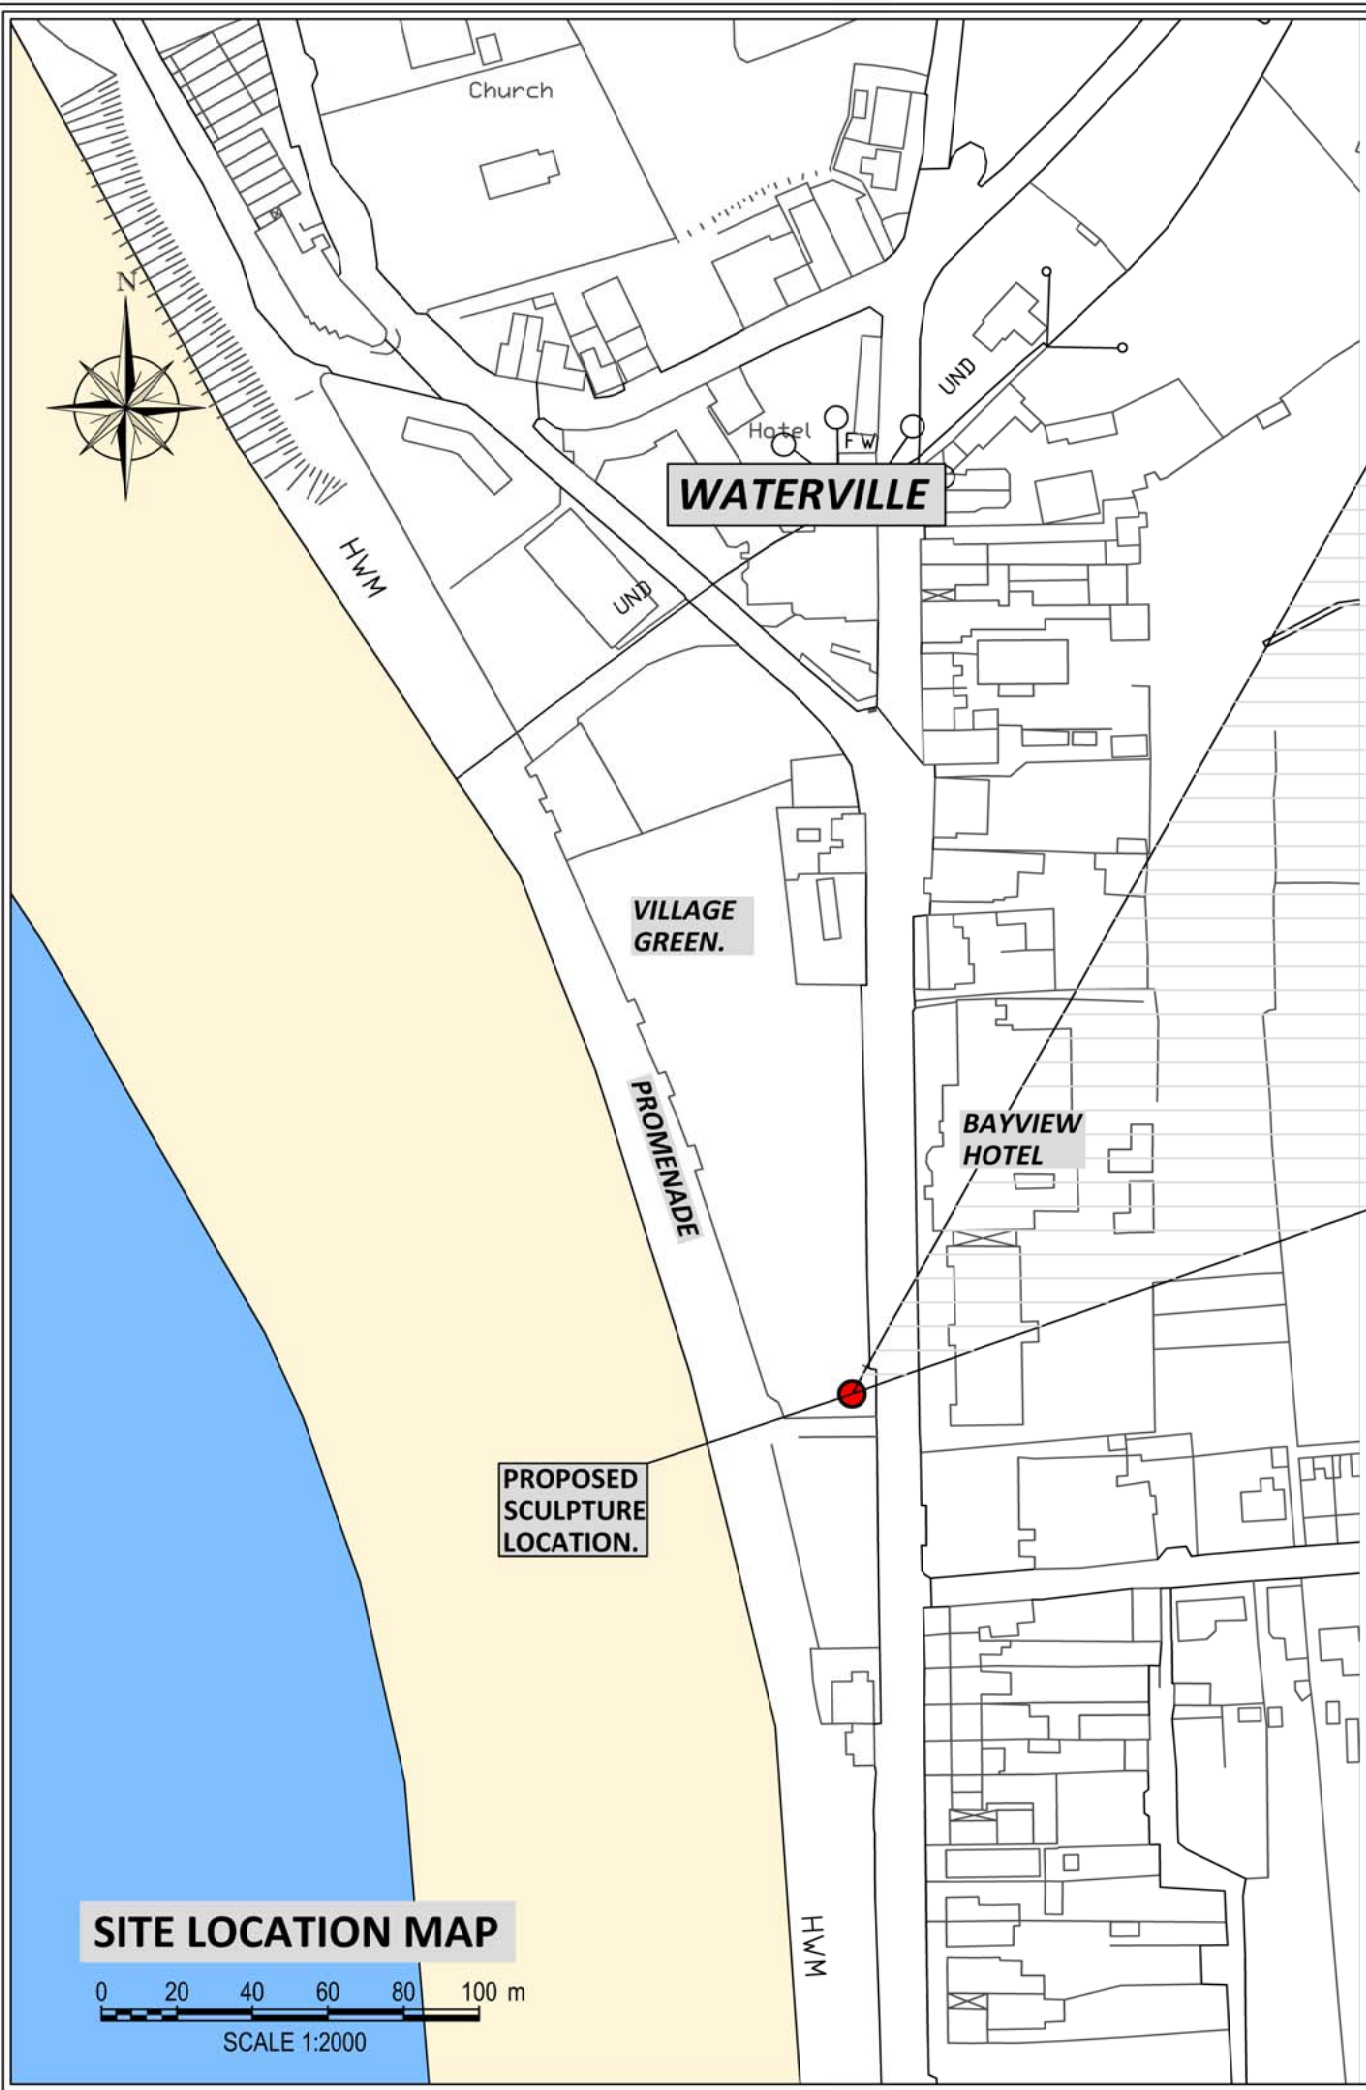 Church
N
UND
Hotel
FW
WATERVILLE
HWM
UND
VILLAGE
GREEN.
PROMENADE
BAYVIEW
HOTEL
PROPOSED
SCULPTURE
LOCATION.
SITE LOCATION MAP
HWM
0 20 40 60 80 100 m
SCALE 1:2000